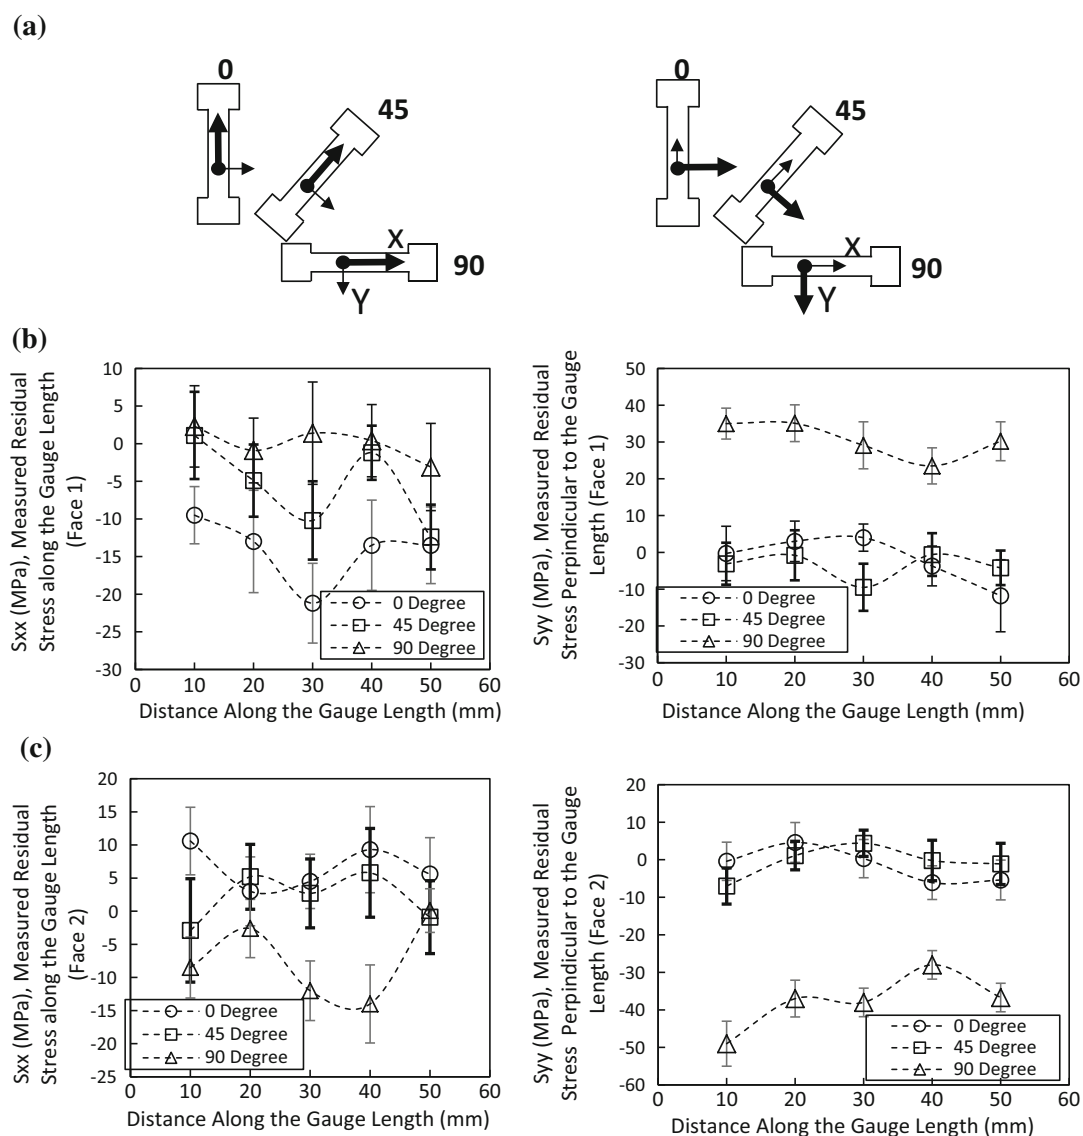 (a)
0
45
X
90
Y
0
45
X
90
Y
(b)
Sxx (MPa), Measured Residual
Stress along the Gauge Length
(Face 1)
10
5
0
-5
-10
-15
-20
-25
-30
0 Degree
45 Degree
90 Degree
0 10 20 30 40 50 60
Distance Along the Gauge Length (mm)
Syy (MPa), Measured Residual
Stress Perpindicular to the Gauge
Length (Face 1)
50
40
30
20
10
0
-10
-20
-30
0 Degree
45 Degree
90 Degree
0 10 20 30 40 50 60
Distance Along the Gauge Length (mm)
(c)
Sxx (MPa), Measured Residual
Stress along the Gauge Length
(Face 2)
20
15
10
5
0
-5
-10
-15
-20
-25
0 Degree
45 Degree
90 Degree
0 10 20 30 40 50 60
Distance Along the Gauge Length (mm)
Syy (MPa), Measured Residual
Stress Perpindicular to the Gauge
Length (Face 2)
20
10
0
-10
-20
-30
-40
-50
-60
0 Degree
45 Degree
90 Degree
0 10 20 30 40 50 60
Distance Along the Gauge Length (mm)